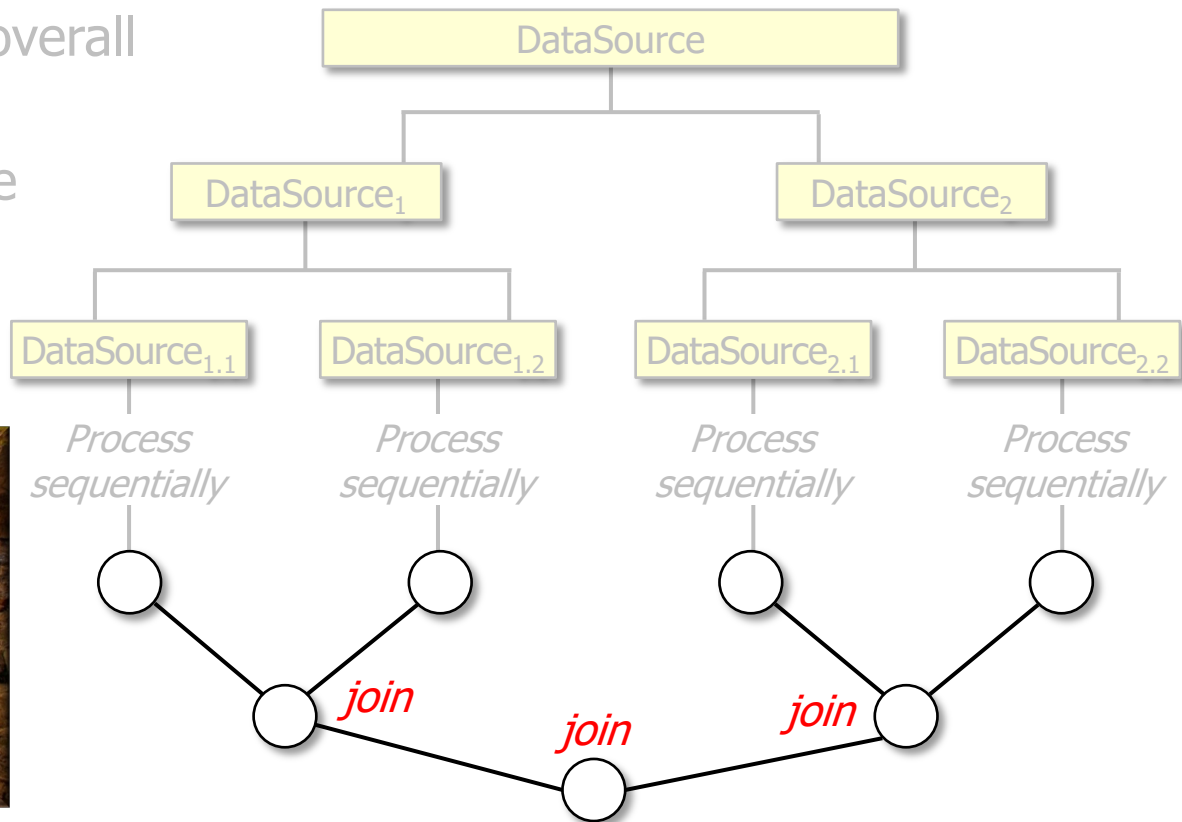 overall
DataSource
e
DataSource₁
DataSource₂
DataSource₁.₁
DataSource₁.₂
DataSource₂.₁
DataSource₂.₂
Process
sequentially
Process
sequentially
Process
sequentially
Process
sequentially
join
join
join